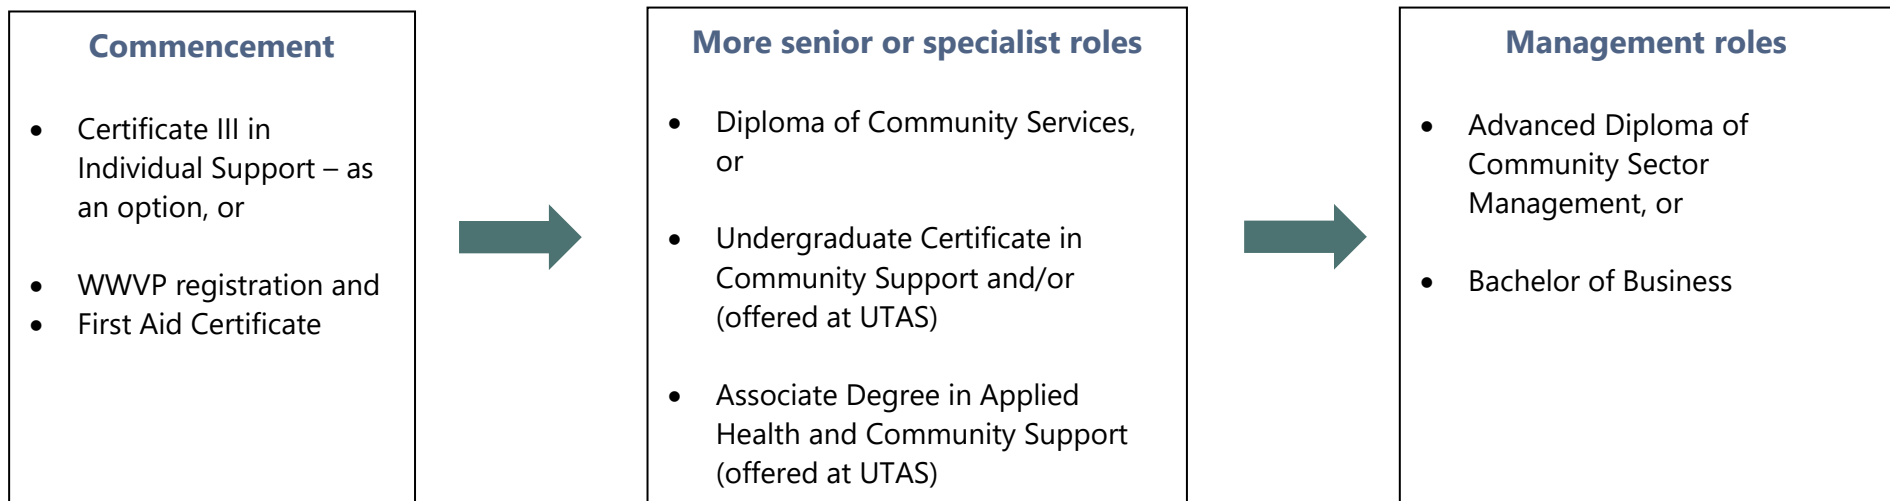 Commencement
• Certificate III in
Individual Support – as
an option, or
• WWVP registration and
• First Aid Certificate
More senior or specialist roles
• Diploma of Community Services,
or
• Undergraduate Certificate in
Community Support and/or
(offered at UTAS)
• Associate Degree in Applied
Health and Community Support
(offered at UTAS)
Management roles
• Advanced Diploma of
Community Sector
Management, or
• Bachelor of Business